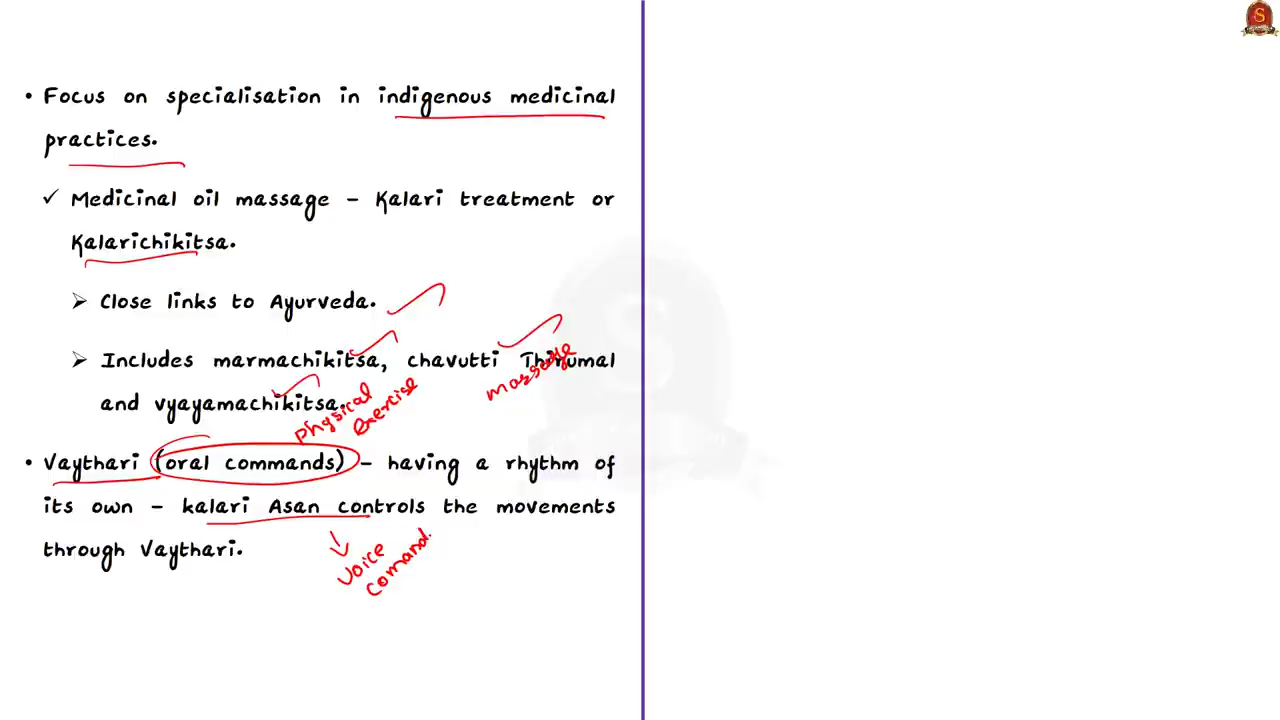 • Focus on specialisation in indigenous medicinal
practices.
✓ Medicinal oil massage – Kalari treatment or
Kalarichikitsa.
➢ Close links to Ayurveda.
➢ Includes marmachikitsa, chavutti Thirumal
massage
and vyayamachikitsa.
Physical
Exercise
• Vaythari (oral commands) – having a rhythm of
its own – kalari Asan controls the movements
through Vaythari.
Voice
comand.
S